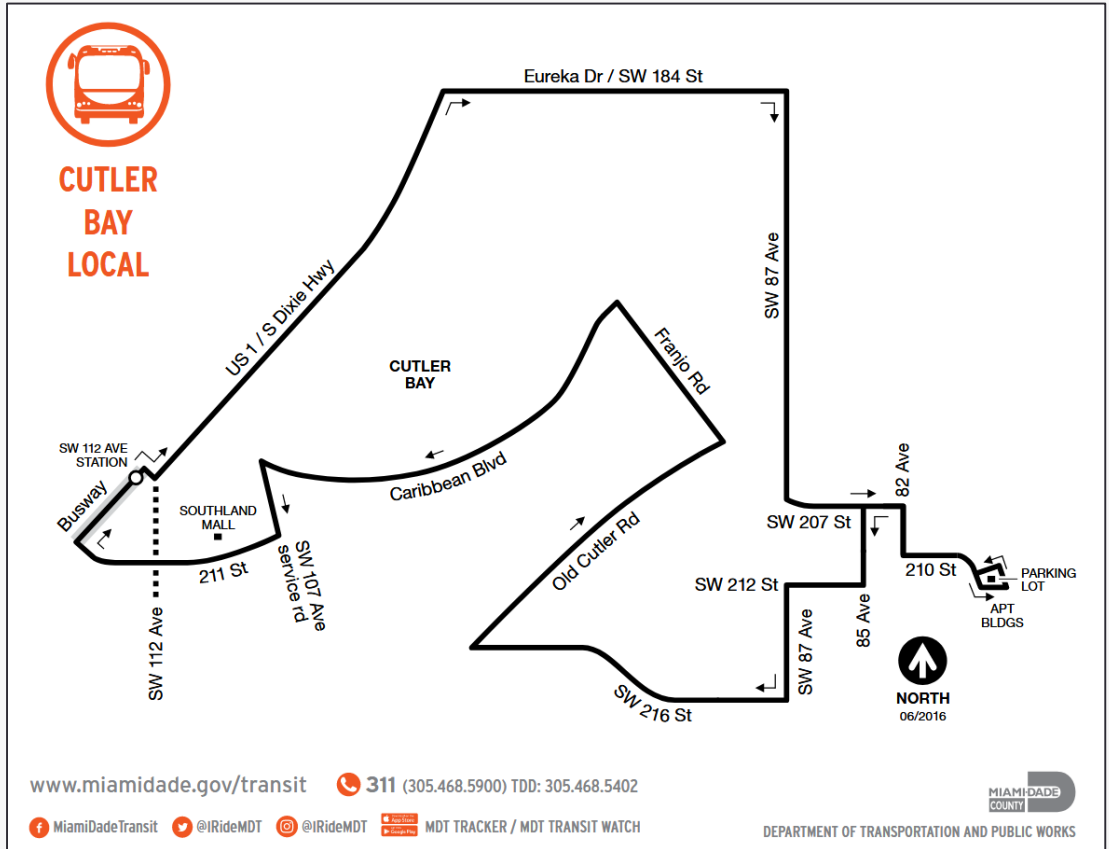 CUTLER
BAY
LOCAL
Eureka Dr / SW 184 St
SW 87 Ave
US 1 / S Dixie Hwy
Franjo Rd
CUTLER
BAY
SW 112 AVE
STATION
Busway
SOUTHLAND
MALL
Caribbean Blvd
211 St
SW 107 Ave
service rd
SW 112 Ave
Old Cutler Rd
82 Ave
SW 207 St
SW 212 St
210 St
PARKING
LOT
APT
BLDGS
85 Ave
SW 87 Ave
SW 216 St
NORTH
06/2016
www.miamidade.gov/transit
311 (305.468.5900) TDD: 305.468.5402
MiamiDadeTransit
@IRideMDT
@IRideMDT
App Store
Google Play
MDT TRACKER / MDT TRANSIT WATCH
MIAMI-DADE
COUNTY
DEPARTMENT OF TRANSPORTATION AND PUBLIC WORKS